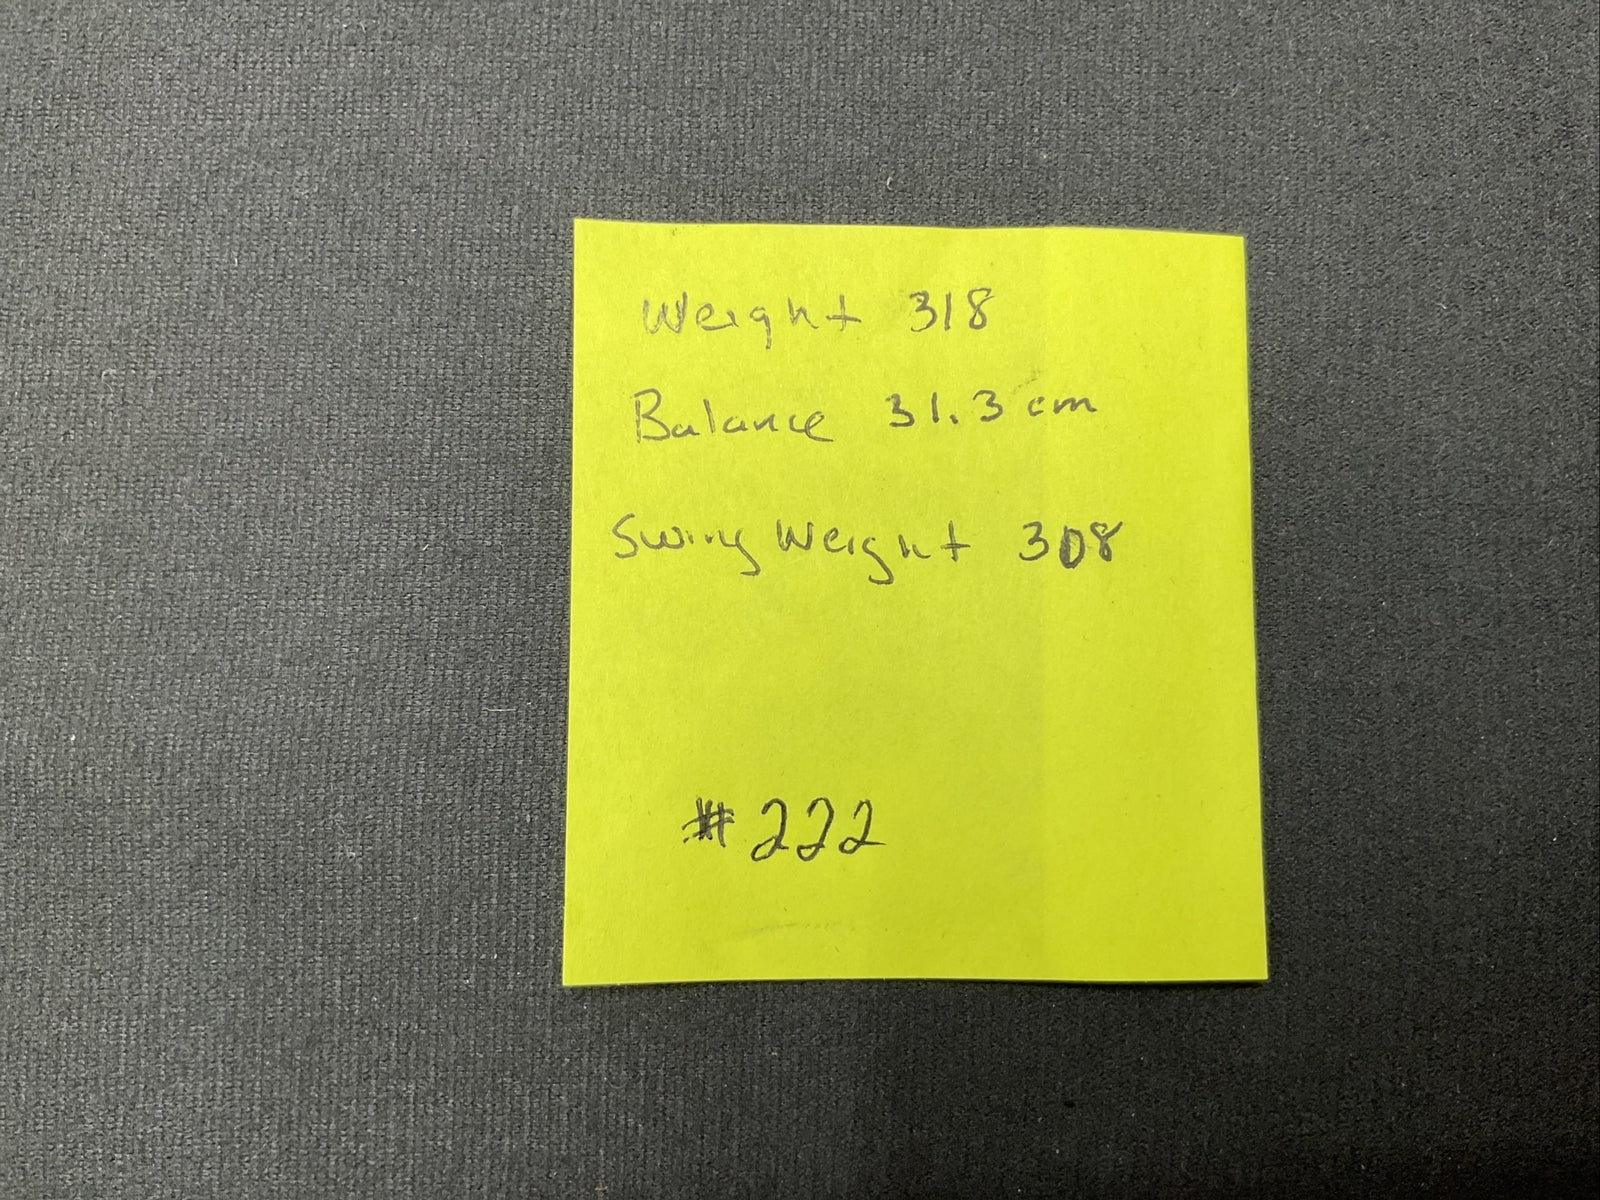 Weight 318
Balance 31.3 cm
Swing Weight 308
#222